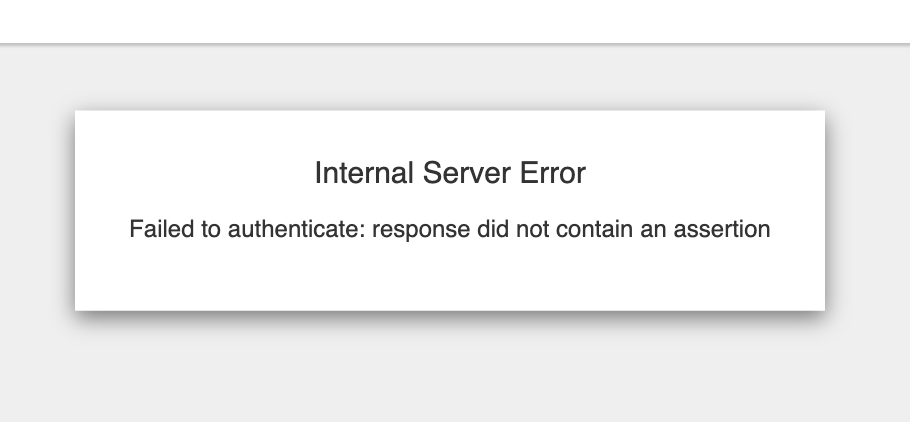 Internal Server Error
Failed to authenticate: response did not contain an assertion